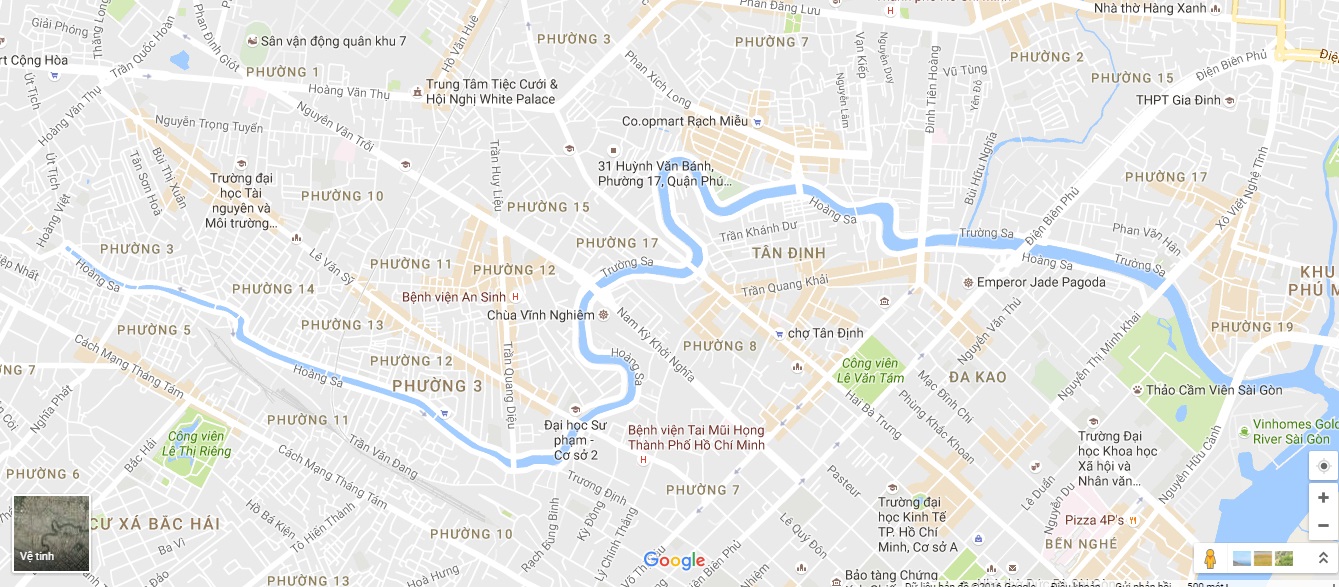 Giải Phóng
Thăng Long
Trần Quốc Hoàn
Phan Đình Giót
Sân vận động quân khu 7
Hồ Văn Huê
PHƯỜNG 3
Phan Đăng Lưu
PHƯỜNG 7
Nhà thờ Hàng Xanh
PHƯỜNG 2
PHƯỜNG 15
Điện Biên Phủ
rt Cộng Hòa
PHƯỜNG 1
Út Tịch
Hoàng Văn Thụ
Hoàng Văn Thụ
Trung Tâm Tiệc Cưới &
Hội Nghị White Palace
Phan Xích Long
Vạn Kiếp
Nguyễn Duy
Nguyễn Lâm
Đinh Tiên Hoàng
Vũ Tùng
Yên Đỗ
THPT Gia Định
Nguyễn Trọng Tuyển
Nguyễn Văn Trỗi
Co.opmart Rạch Miễu
Bùi Thị Xuân
Út Tịch
Trường đại
học Tài
nguyên và
Môi trường...
PHƯỜNG 10
Trần Huy Liệu
31 Huỳnh Văn Bánh,
Phường 17, Quận Phú...
Bùi Hữu Nghĩa
PHƯỜNG 17
Xô Viết Nghệ Tĩnh
Tân Sơn Hoà
Hoàng Việt
PHƯỜNG 15
Hoàng Sa
Điện Biên Phủ
PHƯỜNG 3
Lê Văn Sỹ
PHƯỜNG 11
PHƯỜNG 12
PHƯỜNG 17
Trường Sa
Trần Khánh Dư
TÂN ĐỊNH
Trường Sa
Phan Văn Hân
Hoàng Sa
Trường Sa
Hoàng Sa
PHƯỜNG 14
Bệnh viện An Sinh
Trần Quang Khải
Emperor Jade Pagoda
KHU
PHÚ M
PHƯỜNG 5
PHƯỜNG 13
Chùa Vĩnh Nghiêm
Nam Kỳ Khởi Nghĩa
chợ Tân Định
Nguyễn Văn Thủ
Nguyễn Thị Minh Khai
PHƯỜNG 19
Cách Mạng Tháng Tám
Hoàng Sa
PHƯỜNG 12
PHƯỜNG 3
Trần Quang Diệu
Hoàng Sa
PHƯỜNG 8
Công viên
Lê Văn Tám
ĐA KAO
Mạc Đĩnh Chi
Phùng Khắc Khoan
Hai Bà Trưng
Thảo Cầm Viên Sài Gòn
Nghĩa Phát
PHƯỜNG 11
Bắc Hải
Công viên
Lê Thị Riêng
Trần Văn Đang
Đại học Sư
phạm -
Cơ sở 2
Bệnh viện Tai Mũi Họng
Thành Phố Hồ Chí Minh
Trường Đại
học Khoa học
Xã hội và
Nhân văn...
Vinhomes Gold
River Sài Gòn
Nguyễn Hữu Cảnh
PHƯỜNG 6
Cách Mạng Tháng Tám
Trương Định
PHƯỜNG 7
Pasteur
Lê Duẩn
Nguyễn Du
Vệ tinh
CƯ XÁ BẮC HẢI
Ba Vì
Hồ Bá Kiện
Tô Hiến Thành
PHƯỜNG 10
Rạch Bùng Binh
Kỳ Đồng
Lý Chính Thắng
Lê Quý Đôn
Trường đại
học Kinh Tế
TP. Hồ Chí
Minh, Cơ sở A
Pizza 4P's
BẾN NGHÉ
PHƯỜNG 13
Hoà Hưng
Google
Điện Biên Phủ
Bảo tàng Chứng
Dữ liệu bản đồ ©2016 Google
Điều khoản
Gửi phản hồi
500 mét